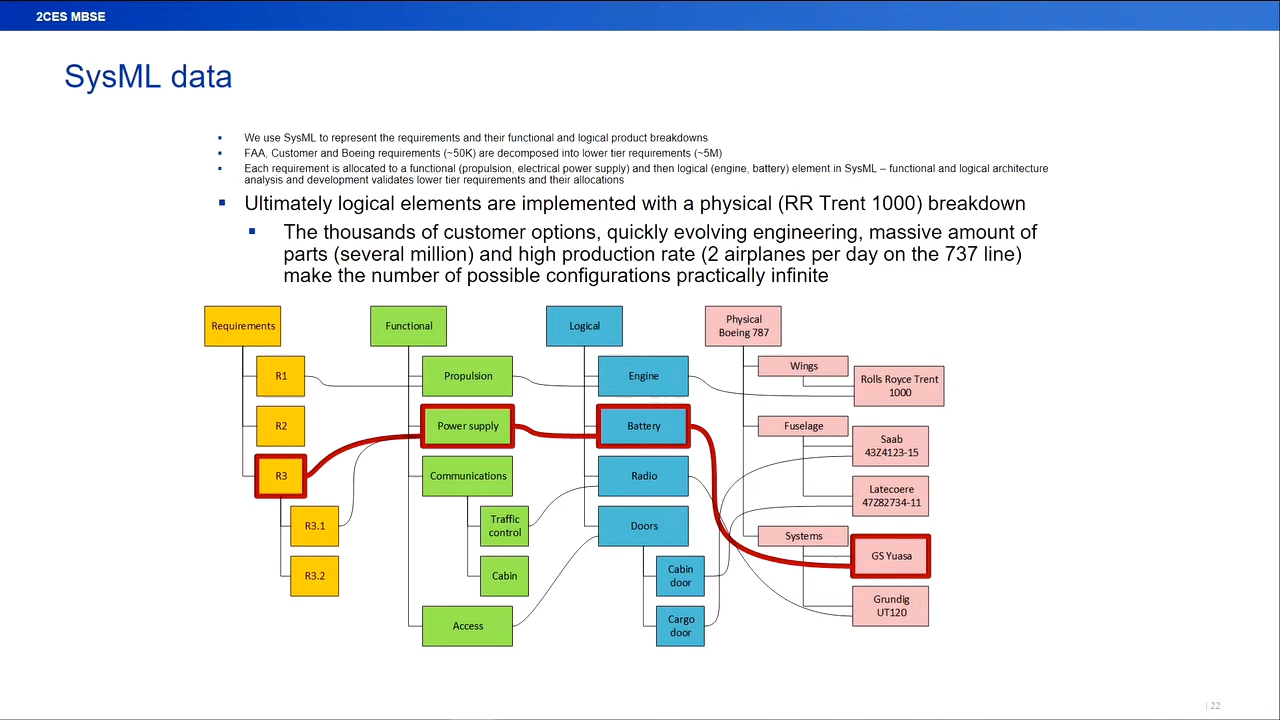 2CES MBSE
SysML data
We use SysML to represent the requirements and their functional and logical product breakdowns
FAA, Customer and Boeing requirements (~50K) are decomposed into lower tier requirements (~5M)
Each requirement is allocated to a functional (propulsion, electrical power supply) and then logical (engine, battery) element in SysML – functional and logical architecture
analysis and development validates lower tier requirements and their allocations
Ultimately logical elements are implemented with a physical (RR Trent 1000) breakdown
The thousands of customer options, quickly evolving engineering, massive amount of
parts (several million) and high production rate (2 airplanes per day on the 737 line)
make the number of possible configurations practically infinite
Requirements
R1
R2
R3
R3.1
R3.2
Functional
Propulsion
Power supply
Communications
Traffic
control
Cabin
Access
Logical
Engine
Battery
Radio
Doors
Cabin
door
Cargo
door
Physical
Boeing 787
Wings
Rolls Royce Trent
1000
Fuselage
Saab
43Z4123-15
Latecoere
47Z82734-11
Systems
GS Yuasa
Grundig
UT120
| 22